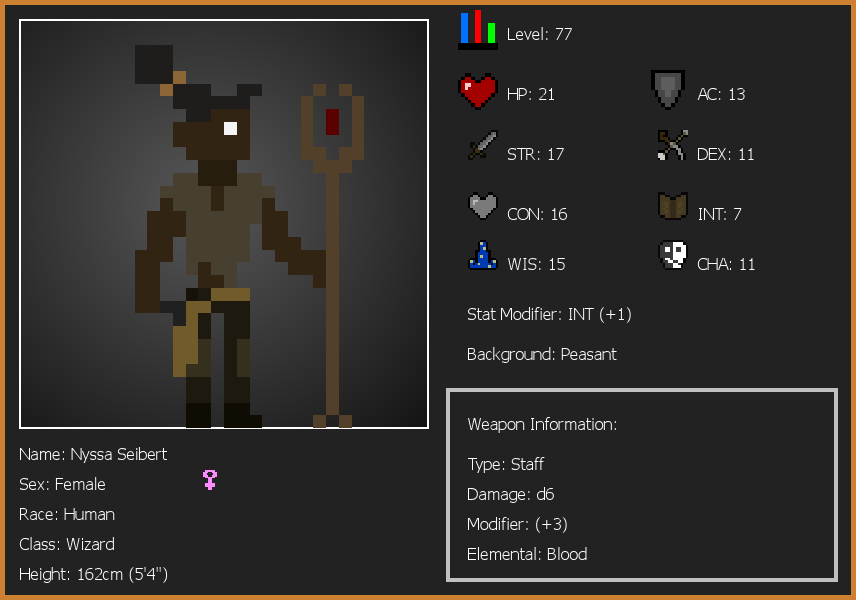 Level: 77
HP: 21
AC: 13
STR: 17
DEX: 11
CON: 16
INT: 7
WIS: 15
CHA: 11
Stat Modifier: INT (+1)
Background: Peasant
Weapon Information:
Type: Staff
Damage: d6
Modifier: (+3)
Elemental: Blood
Name: Nyssa Seibert
Sex: Female
Race: Human
Class: Wizard
Height: 162cm (5'4")